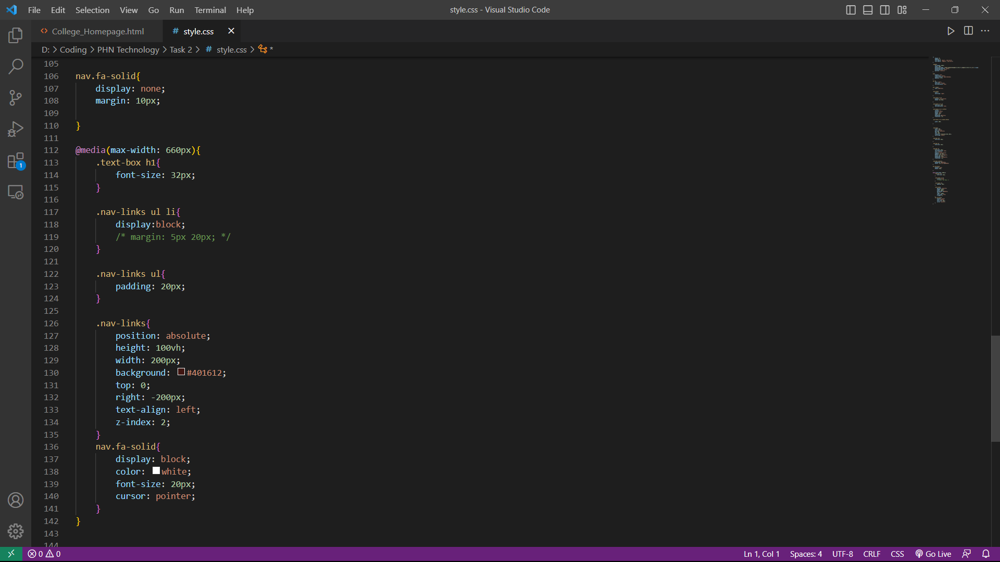 File Edit Selection View Go Run Terminal Help
style.css - Visual Studio Code
College_Homepage.html
# style.css
D: > Coding > PHN Technology > Task 2 > # style.css > *
105
106 nav.fa-solid{
107 display: none;
108 margin: 10px;
109
110 }
111
112 @media(max-width: 660px){
113 .text-box h1{
114 font-size: 32px;
115 }
116
117 .nav-links ul li{
118 display:block;
119 /* margin: 5px 20px; */
120 }
121
122 .nav-links ul{
123 padding: 20px;
124 }
125
126 .nav-links{
127 position: absolute;
128 height: 100vh;
129 width: 200px;
130 background: #401612;
131 top: 0;
132 right: -200px;
133 text-align: left;
134 z-index: 2;
135 }
136 nav.fa-solid{
137 display: block;
138 color: white;
139 font-size: 20px;
140 cursor: pointer;
141 }
142 }
143
144
1
0 0
Ln 1, Col 1 Spaces: 4 UTF-8 CRLF CSS Go Live